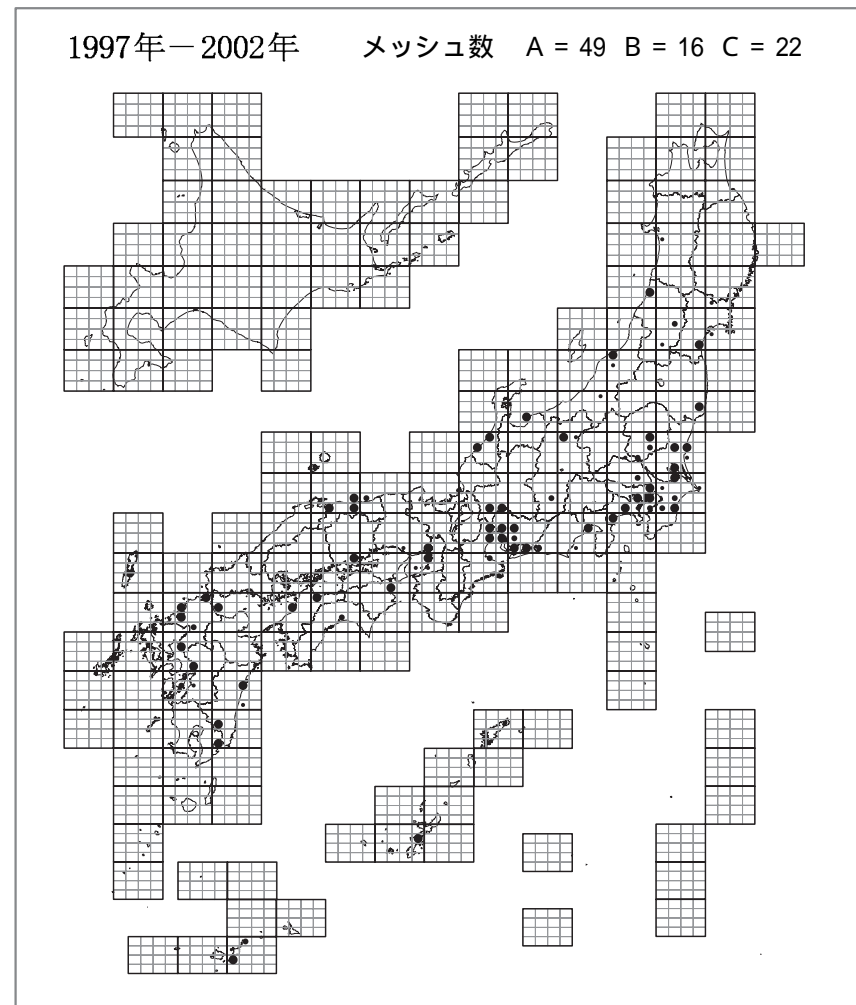 1997年－2002年 メッシュ数 A = 49 B = 16 C = 22